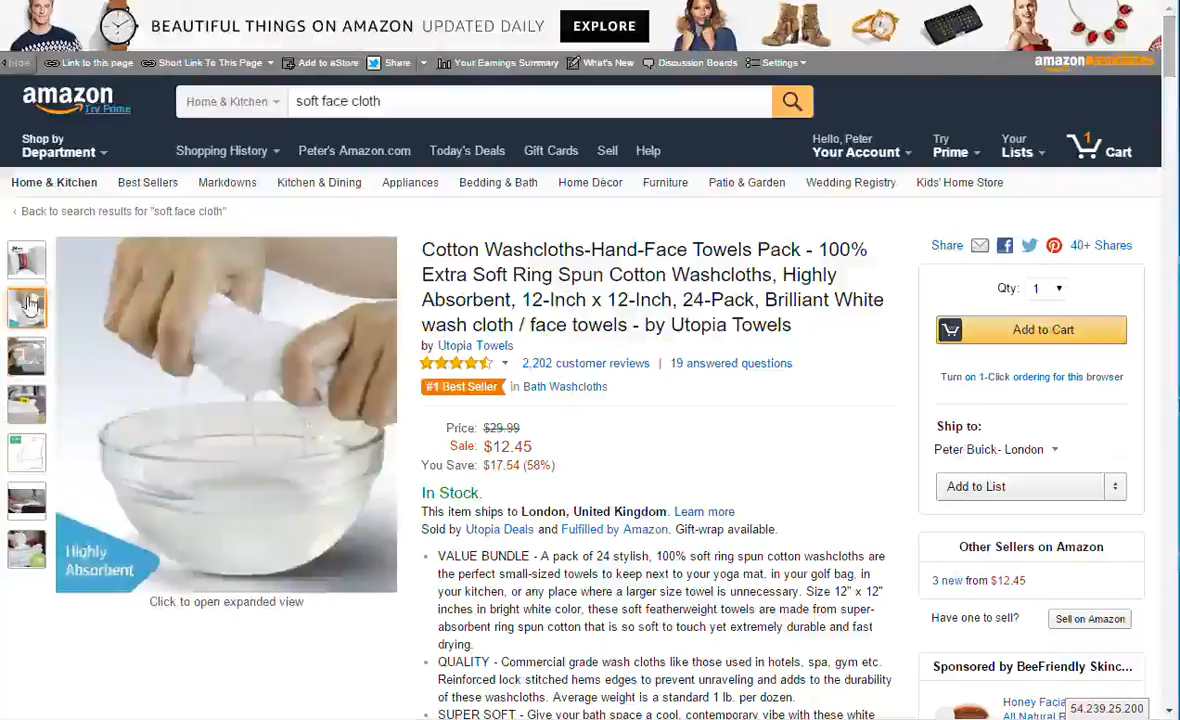 BEAUTIFUL THINGS ON AMAZON UPDATED DAILY EXPLORE
hide Link to this page Short Link To This Page Add to aStore Share Your Earnings Summary What's New Discussion Boards Settings
amazon
amazon
Try Prime
Home & Kitchen soft face cloth
Shop by
Department
Shopping History Peter's Amazon.com Today's Deals Gift Cards Sell Help
Hello, Peter
Your Account
Try
Prime
Your
Lists
1
Cart
Home & Kitchen Best Sellers Markdowns Kitchen & Dining Appliances Bedding & Bath Home Décor Furniture Patio & Garden Wedding Registry Kids' Home Store
‹ Back to search results for "soft face cloth"
Highly
Absorbent
Click to open expanded view
Cotton Washcloths-Hand-Face Towels Pack - 100%
Extra Soft Ring Spun Cotton Washcloths, Highly
Absorbent, 12-Inch x 12-Inch, 24-Pack, Brilliant White
wash cloth / face towels - by Utopia Towels
by Utopia Towels
2,202 customer reviews | 19 answered questions
#1 Best Seller in Bath Washcloths
Price: $29.99
Sale: $12.45
You Save: $17.54 (58%)
In Stock.
This item ships to London, United Kingdom. Learn more
Sold by Utopia Deals and Fulfilled by Amazon. Gift-wrap available.
• VALUE BUNDLE - A pack of 24 stylish, 100% soft ring spun cotton washcloths are
the perfect small-sized towels to keep next to your yoga mat, in your golf bag, in
your kitchen, or any place where a larger size towel is unnecessary. Size 12" x 12"
inches in bright white color, these soft featherweight towels are made from super-
absorbent ring spun cotton that is so soft to touch yet extremely durable and fast
drying.
• QUALITY - Commercial grade wash cloths like those used in hotels, spa, gym etc.
Reinforced lock stitched hems edges to prevent unraveling and adds to the durability
of these washcloths. Average weight is a standard 1 lb. per dozen.
• SUPER SOFT - Give your bath space a cool, contemporary vibe with these white
Share 40+ Shares
Qty: 1
Add to Cart
Turn on 1-Click ordering for this browser
Ship to:
Peter Buick- London
Add to List
Other Sellers on Amazon
3 new from $12.45
Have one to sell? Sell on Amazon
Sponsored by BeeFriendly Skinc...
Honey Facia
All Natural
54.239.25.200